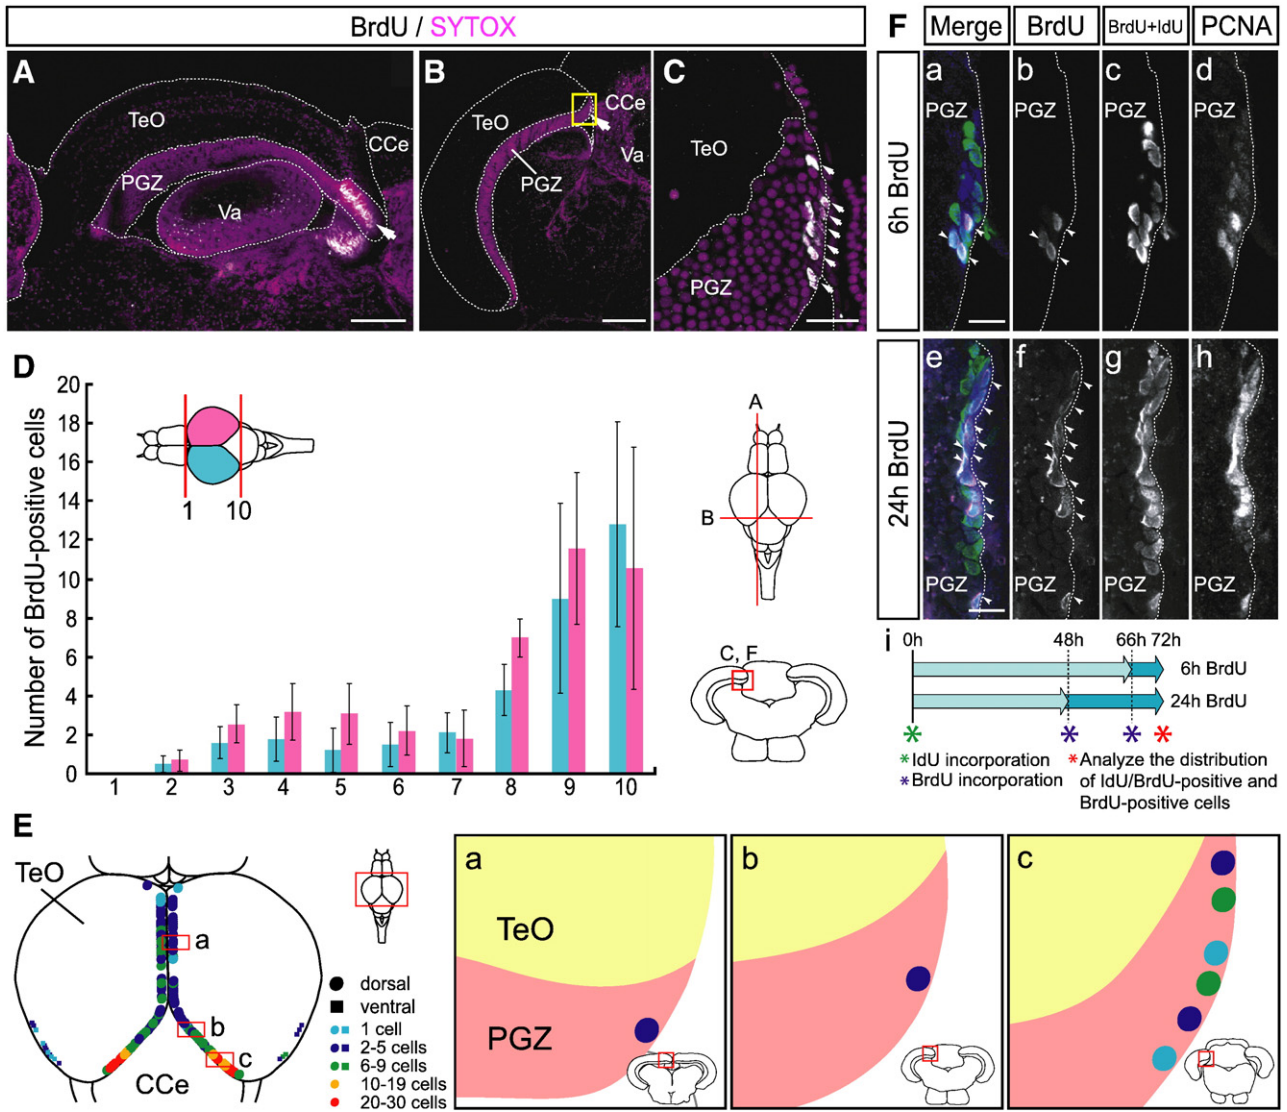 BrdU / SYTOX
A
TeO
CCe
PGZ
Va
B
CCe
TeO
Va
PGZ
C
TeO
PGZ
F
Merge
BrdU
BrdU+IdU
PCNA
6h BrdU
a
b
c
d
PGZ
PGZ
PGZ
PGZ
24h BrdU
e
f
g
h
PGZ
PGZ
PGZ
PGZ
i
0h
48h
66h
72h
6h BrdU
24h BrdU
* * * *
* IdU incorporation
* BrdU incorporation
* Analyze the distribution
of IdU/BrdU-positive and
BrdU-positive cells
D
Number of BrdU-positive cells
20
18
16
14
12
10
8
6
4
2
0
1 10
1 2 3 4 5 6 7 8 9 10
A
B
C, F
E
TeO
a
b
c
CCe
dorsal
ventral
1 cell
2-5 cells
6-9 cells
10-19 cells
20-30 cells
a
TeO
PGZ
b
c